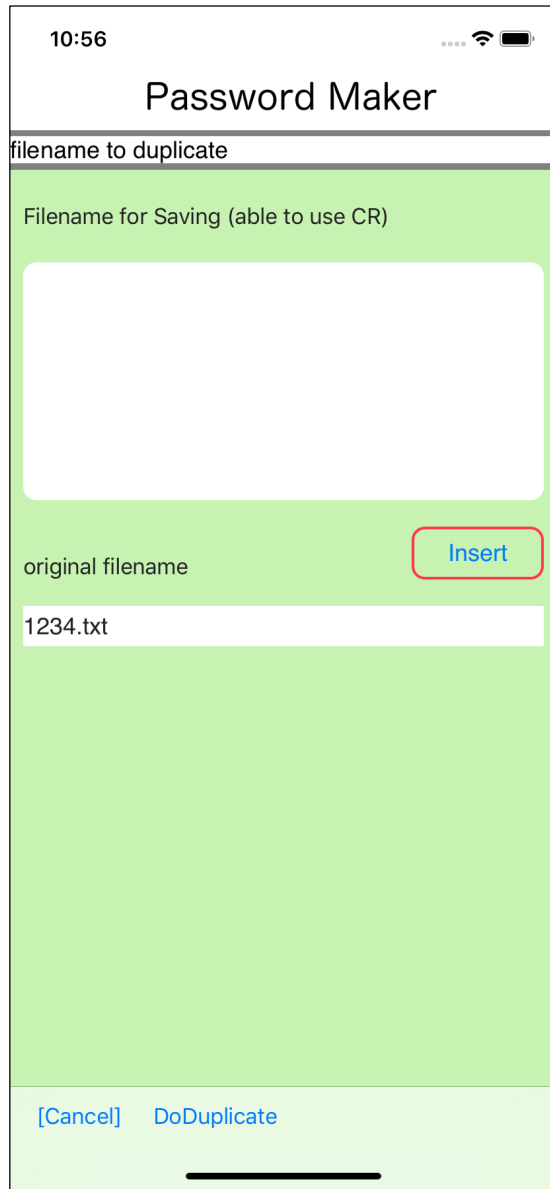 10:56
Password Maker
filename to duplicate
Filename for Saving (able to use CR)
Insert
original filename
1234.txt
[Cancel] DoDuplicate